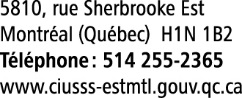 5810, rue Sherbrooke Est
Montréal (Québec)  H1N 1B2
Téléphone : 514 255-2365
www.ciusss-estmtl.gouv.qc.ca